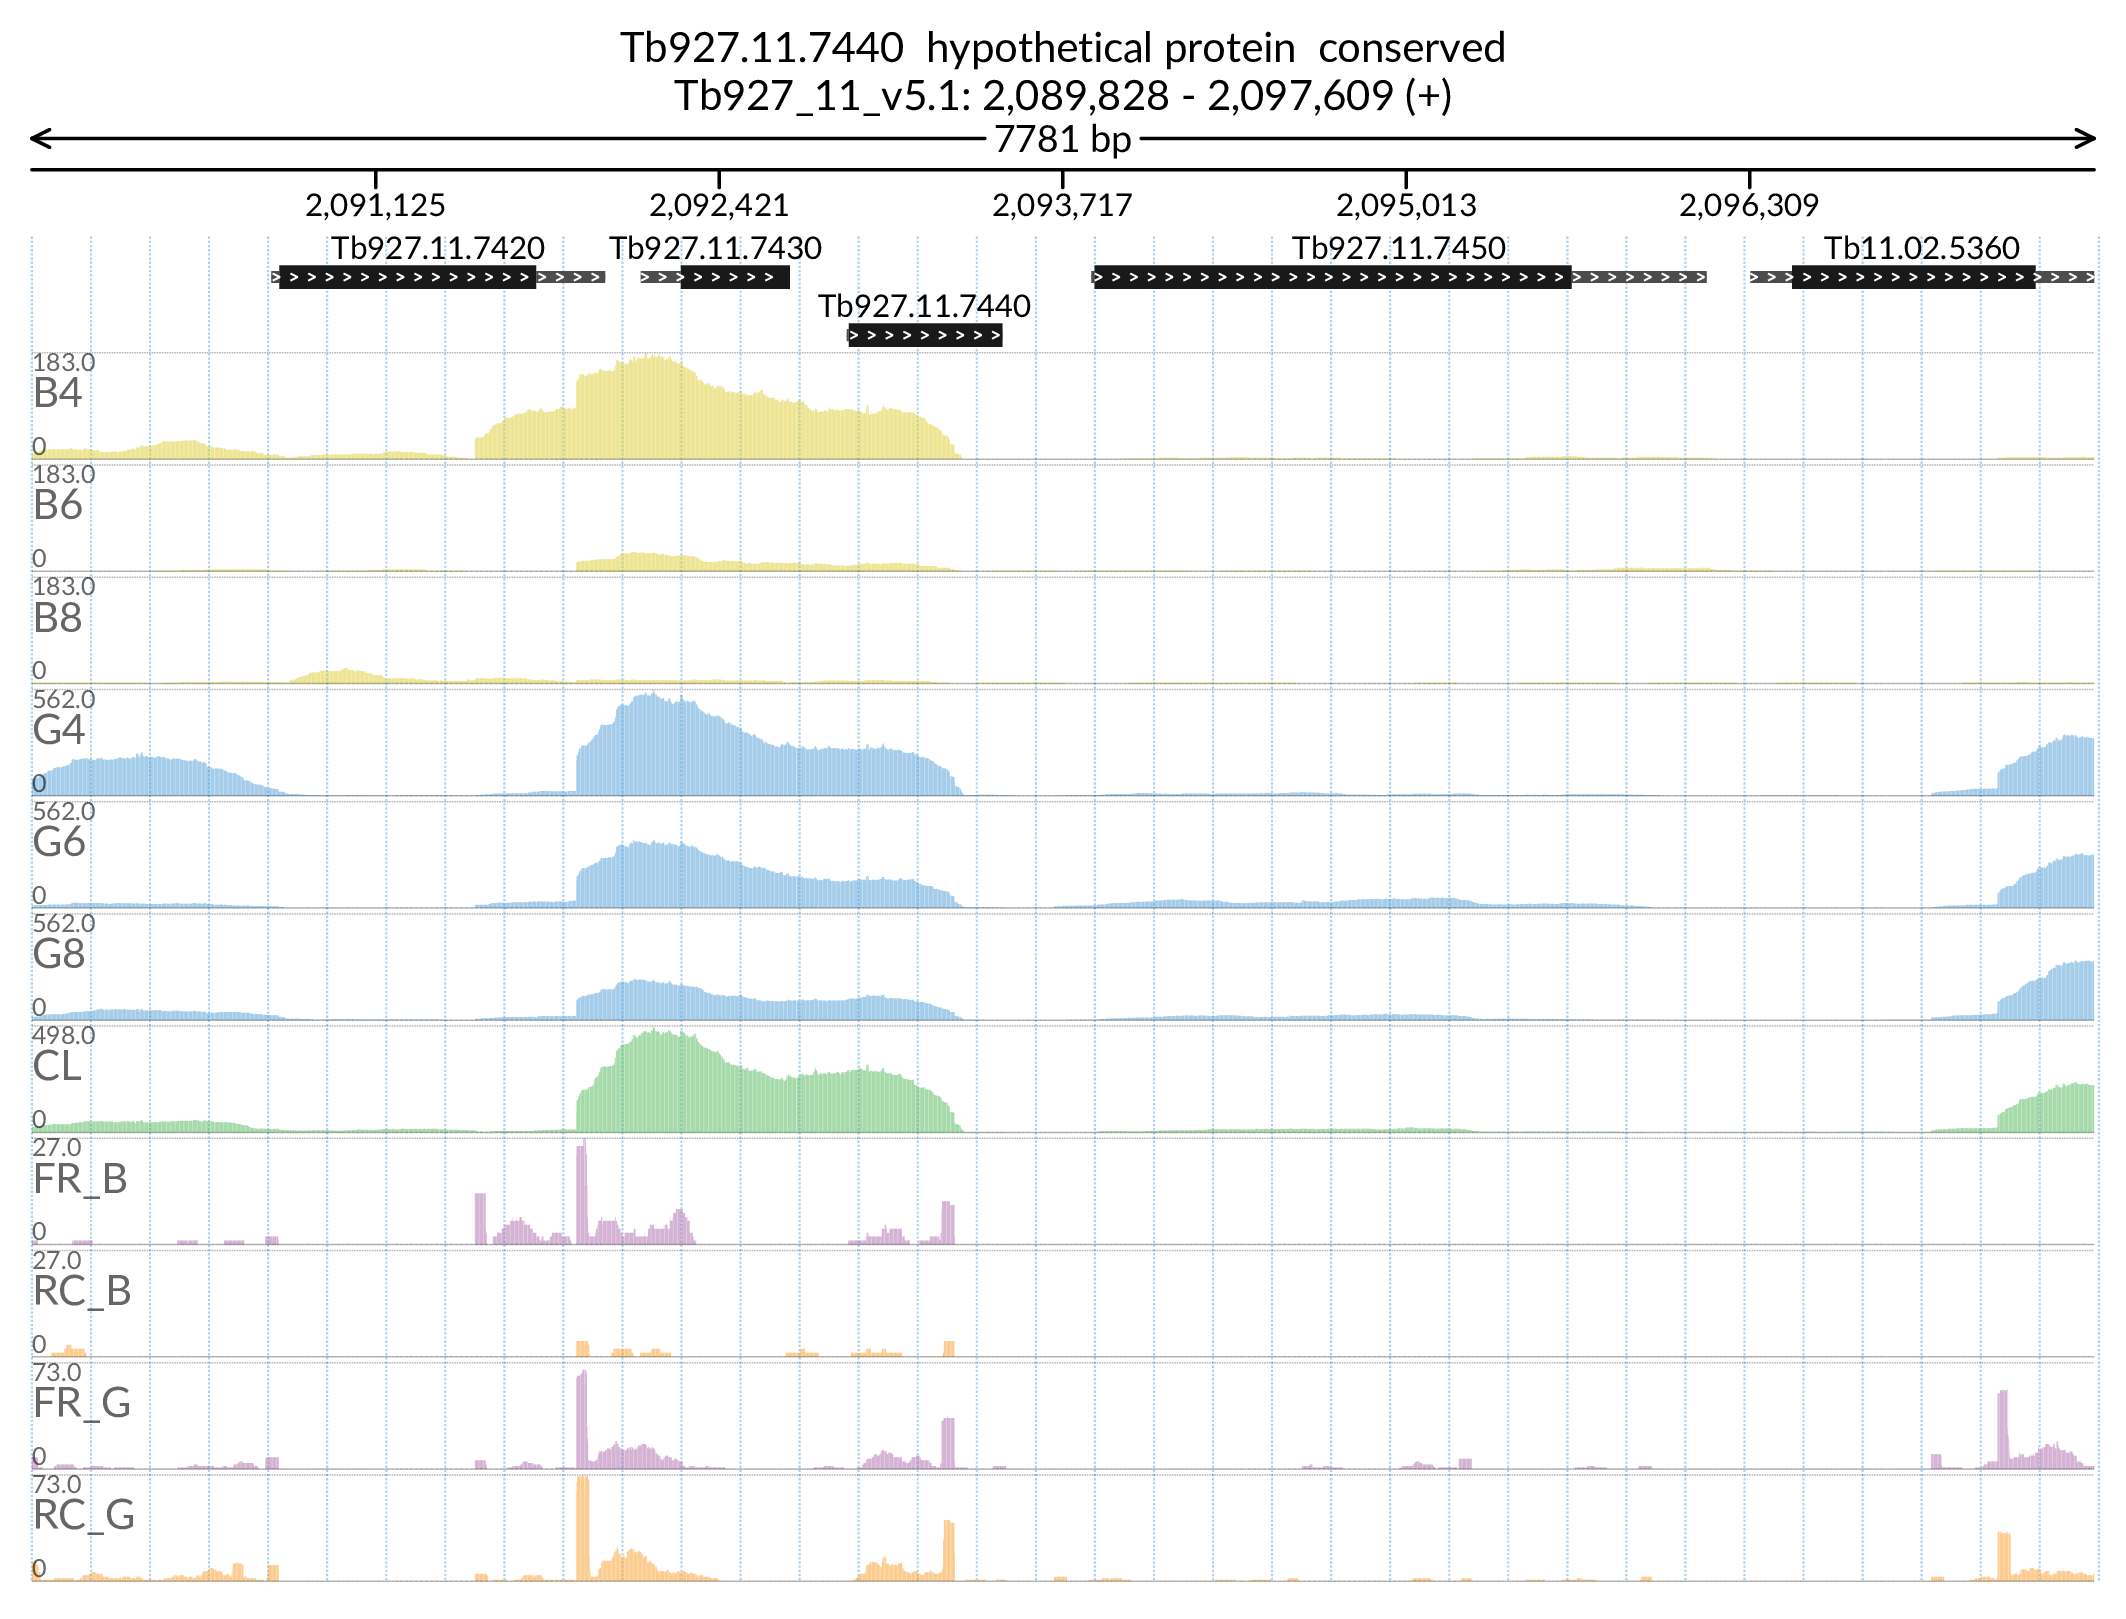 Tb927.11.7440  hypothetical protein  conserved
Tb927_11_v5.1: 2,089,828 - 2,097,609 (+)
7781 bp
2,091,125 2,092,421 2,093,717 2,095,013 2,096,309
Tb927.11.7420 Tb927.11.7430 Tb927.11.7450 Tb11.02.5360
Tb927.11.7440
183.0
B4
0
183.0
B6
0
183.0
B8
0
562.0
G4
0
562.0
G6
0
562.0
G8
0
498.0
CL
0
27.0
FR_B
0
27.0
RC_B
0
73.0
FR_G
0
73.0
RC_G
0